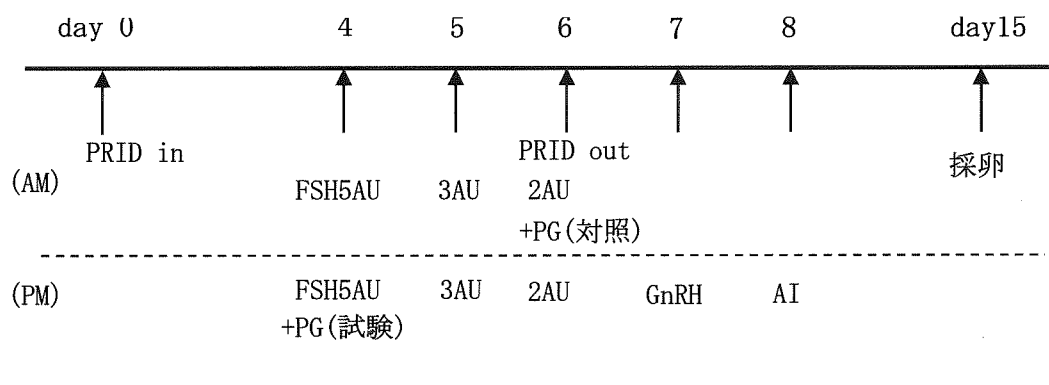 day 0 4 5 6 7 8 day15
PRID in PRID out 採卵
(AM) FSH5AU 3AU 2AU
+PG(対照)
(PM) FSH5AU 3AU 2AU GnRH AI
+PG(試験)